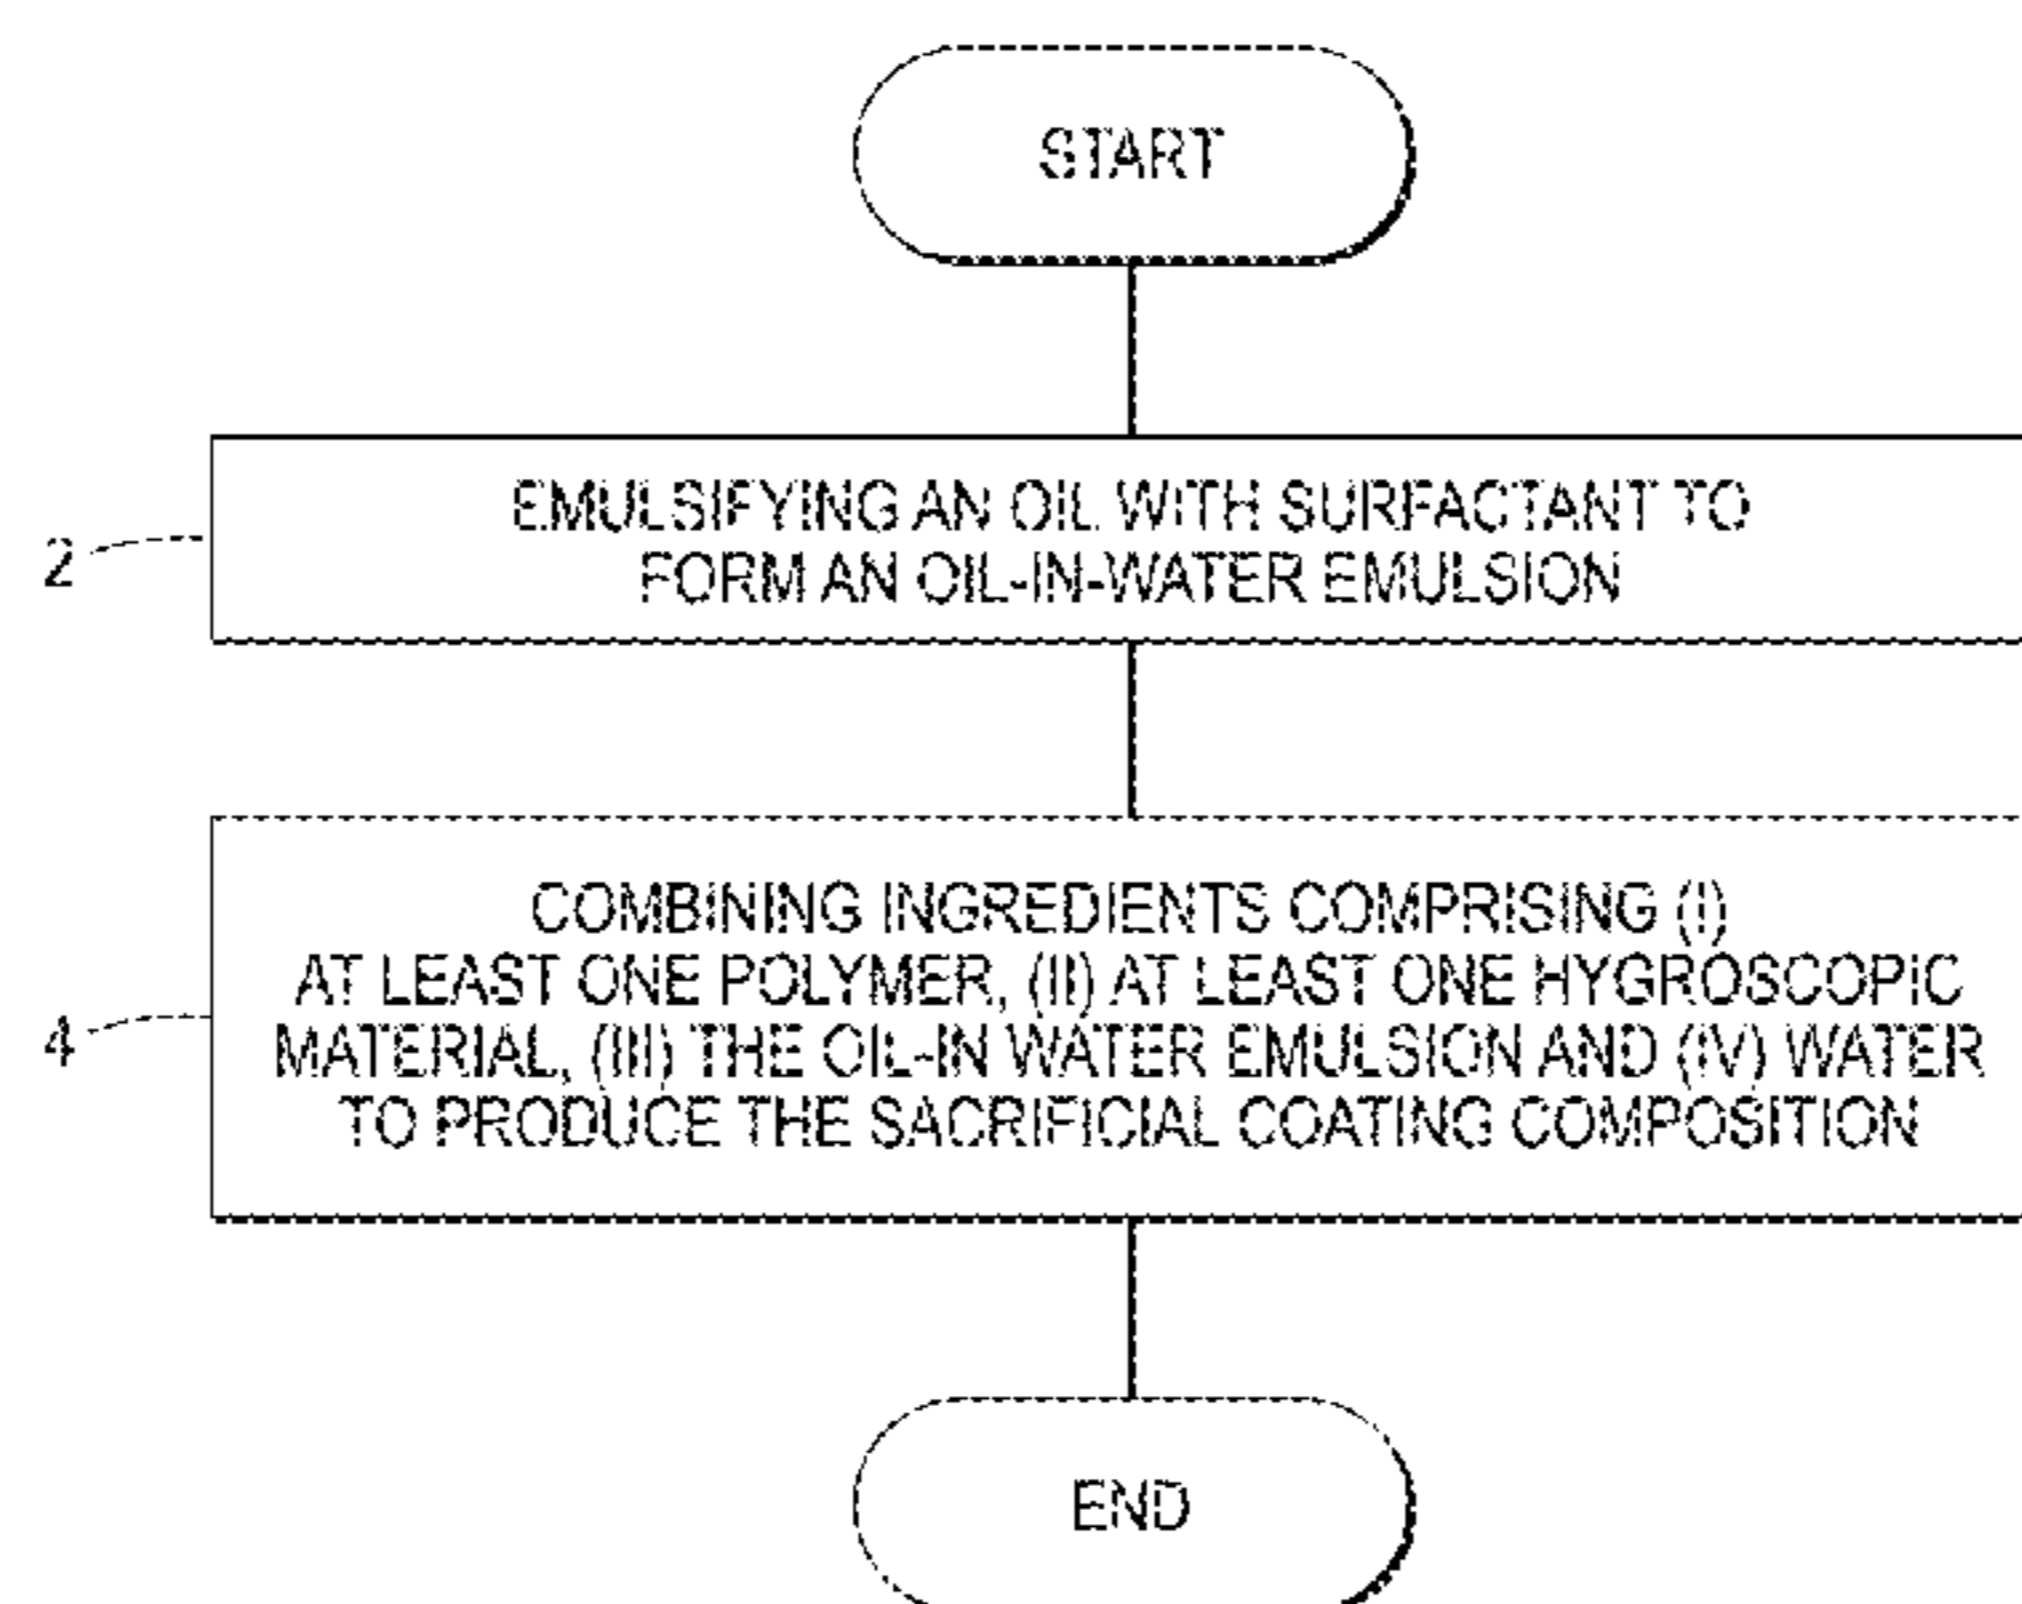 START
2
EMULSIFYING AN OIL WITH SURFACTANT TO
FORM AN OIL-IN-WATER EMULSION
4
COMBINING INGREDIENTS COMPRISING (I)
AT LEAST ONE POLYMER, (II) AT LEAST ONE HYGROSCOPIC
MATERIAL, (III) THE OIL-IN WATER EMULSION AND (IV) WATER
TO PRODUCE THE SACRIFICIAL COATING COMPOSITION
END